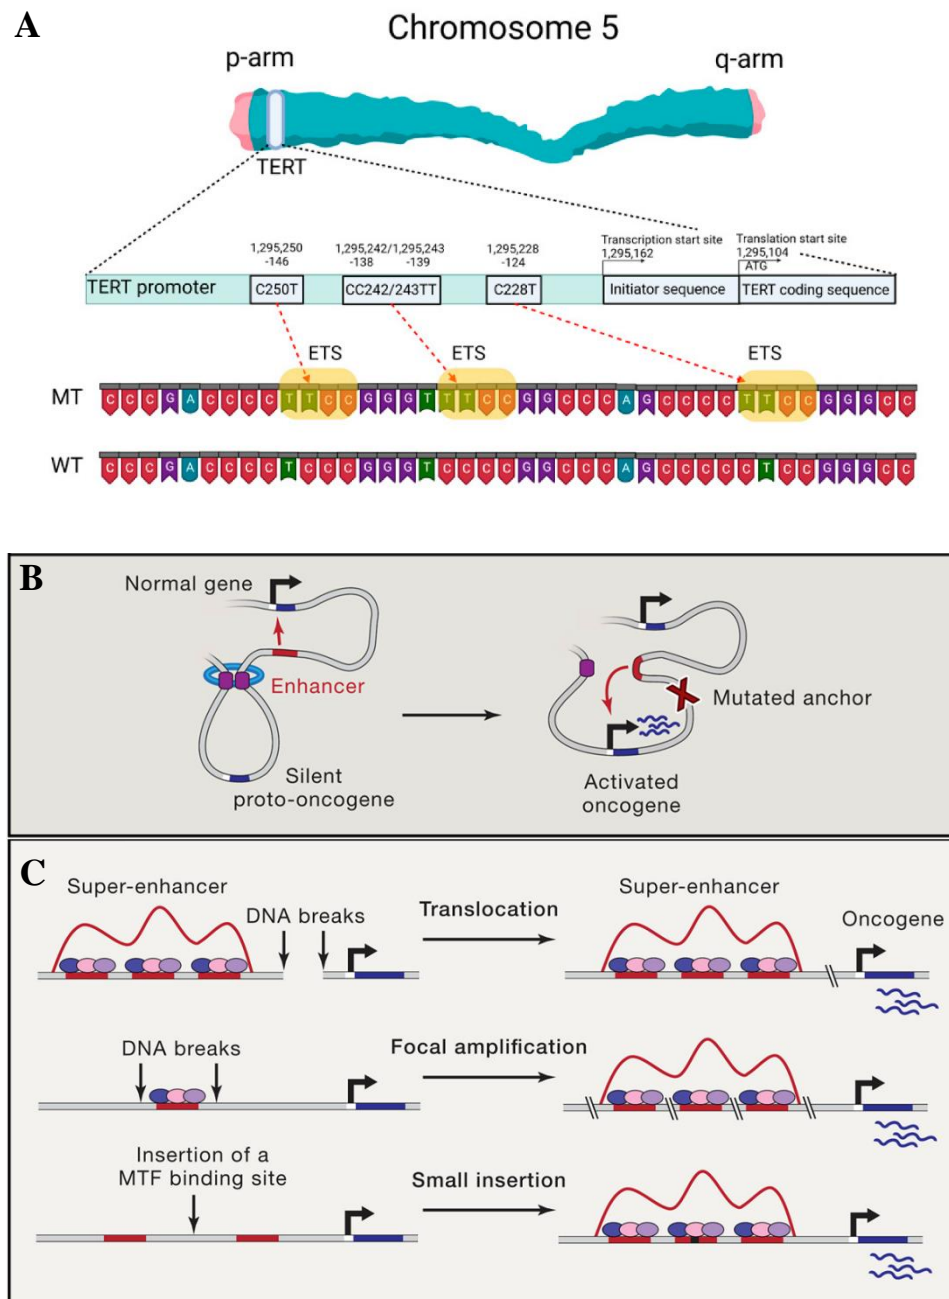 A
Chromosome 5
p-arm
q-arm
TERT
1,295,250
-146
1,295,242/1,295,243
-138 -139
1,295,228
-124
Transcription start site
1,295,162
Translation start site
1,295,104
ATG
TERT promoter
C250T
CC242/243TT
C228T
Initiator sequence
TERT coding sequence
ETS
ETS
ETS
MT
C C C G A C C C C T T C C G G G T T T C C G G C C C A G C C C C T T C C G G G C C
WT
C C C G A C C C C T C C C G G G T C C C C G G C C C A G C C C C C T C C G G G C C
B
Normal gene
Enhancer
Silent
proto-oncogene
Mutated anchor
Activated
oncogene
C
Super-enhancer
DNA breaks
Translocation
Super-enhancer
Oncogene
DNA breaks
Focal amplification
Insertion of a
MTF binding site
Small insertion